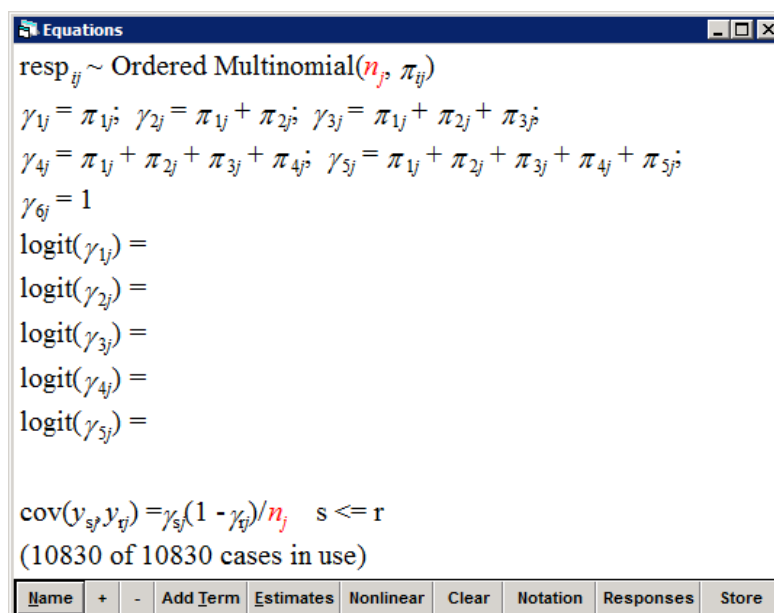 Equations
resp_ij ~ Ordered Multinomial(n_j, π_ij)
γ_1j = π_1j; γ_2j = π_1j + π_2j; γ_3j = π_1j + π_2j + π_3j;
γ_4j = π_1j + π_2j + π_3j + π_4j; γ_5j = π_1j + π_2j + π_3j + π_4j + π_5j;
γ_6j = 1
logit(γ_1j) =
logit(γ_2j) =
logit(γ_3j) =
logit(γ_4j) =
logit(γ_5j) =
cov(y_sj, y_rj) = γ_sj(1 - γ_rj)/n_j s <= r
(10830 of 10830 cases in use)
Name + - Add Term Estimates Nonlinear Clear Notation Responses Store